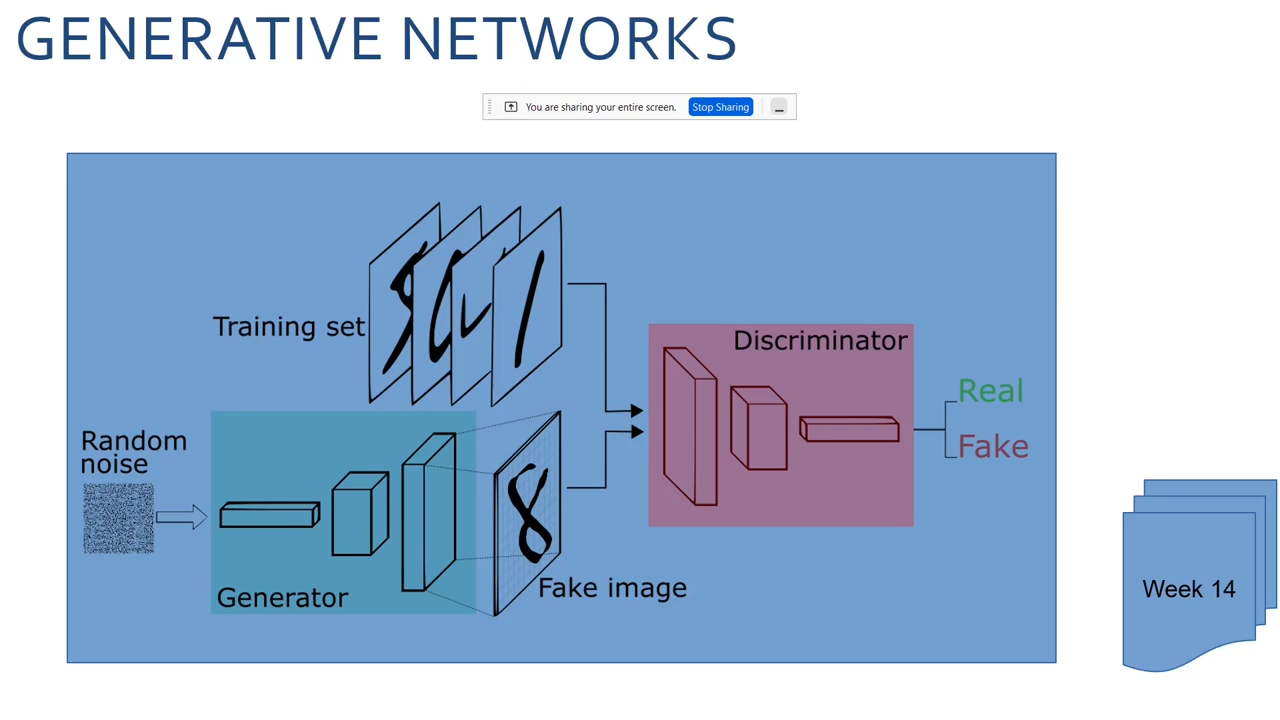 GENERATIVE NETWORKS
You are sharing your entire screen. Stop Sharing
Training set
Discriminator
Real
Fake
Random
noise
8
Generator
Fake image
Week 14